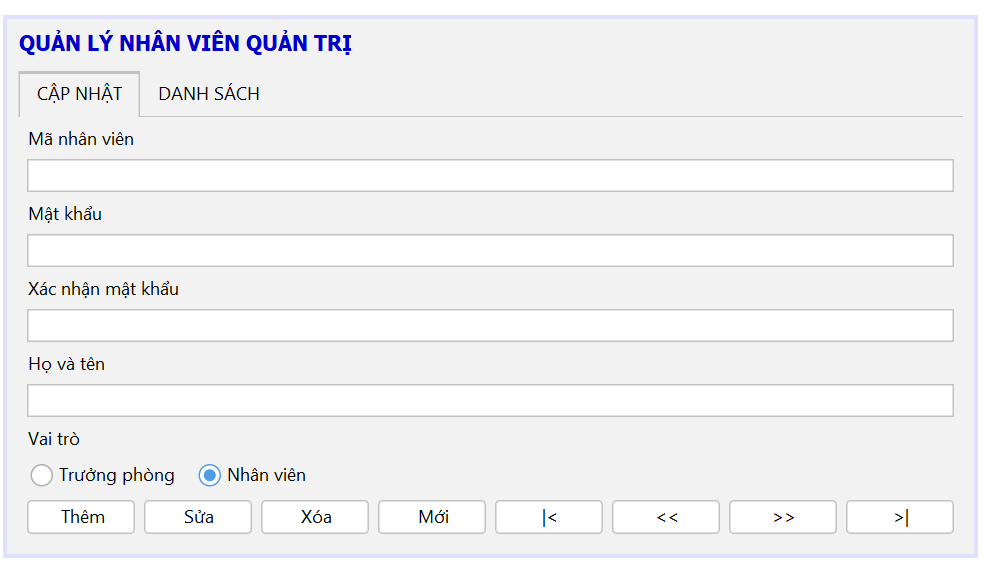 QUẢN LÝ NHÂN VIÊN QUẢN TRỊ
CẬP NHẬT DANH SÁCH
Mã nhân viên
Mật khẩu
Xác nhận mật khẩu
Họ và tên
Vai trò
Trưởng phòng Nhân viên
Thêm Sửa Xóa Mới |< << >> >|